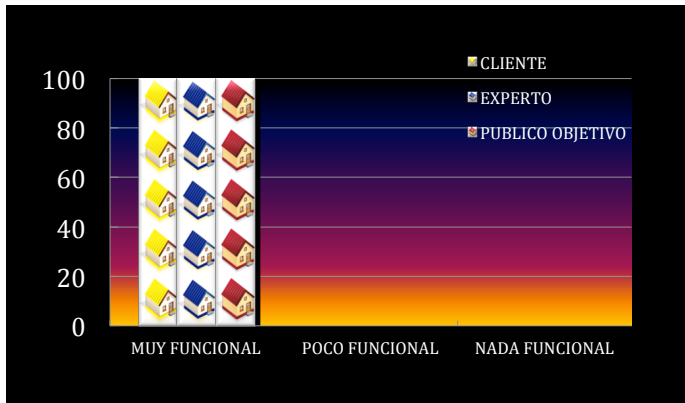 CLIENTE
EXPERTO
PUBLICO OBJETIVO
100
80
60
40
20
0
MUY FUNCIONAL POCO FUNCIONAL NADA FUNCIONAL